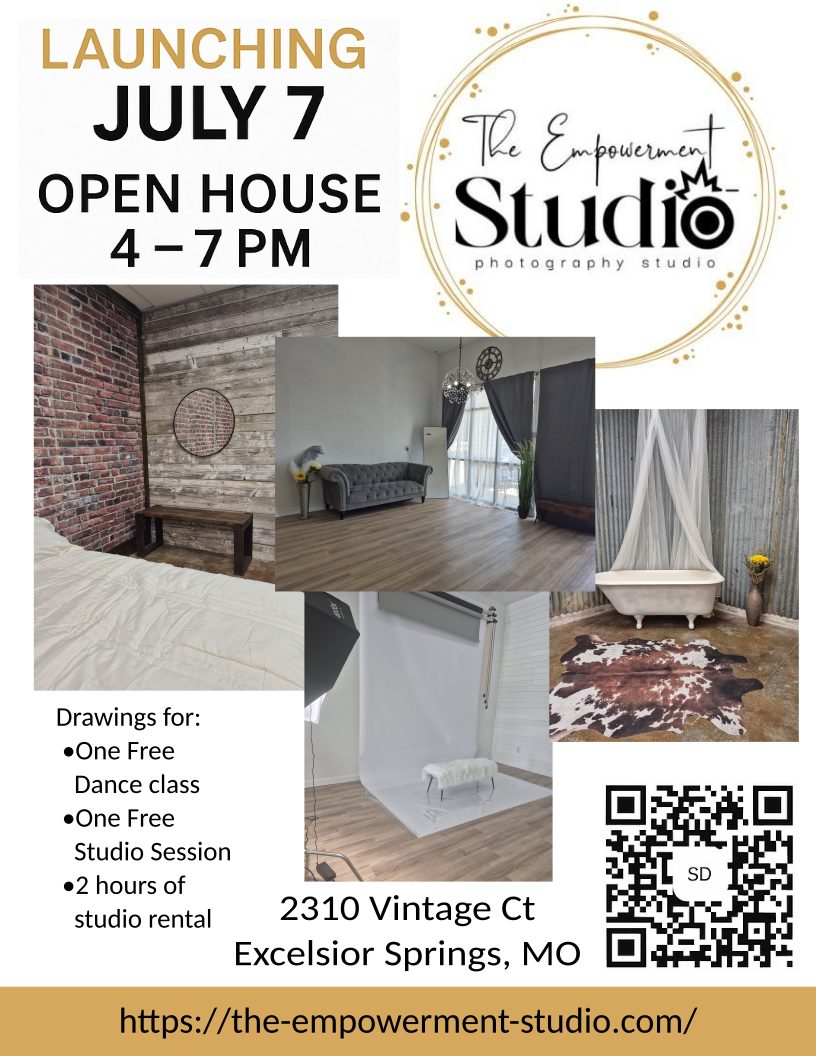 LAUNCHING
JULY 7
OPEN HOUSE
4 – 7 PM
The Empowerment
Studio
photography studio
Drawings for:
•One Free
Dance class
•One Free
Studio Session
•2 hours of
studio rental
2310 Vintage Ct
Excelsior Springs, MO
SD
https://the-empowerment-studio.com/